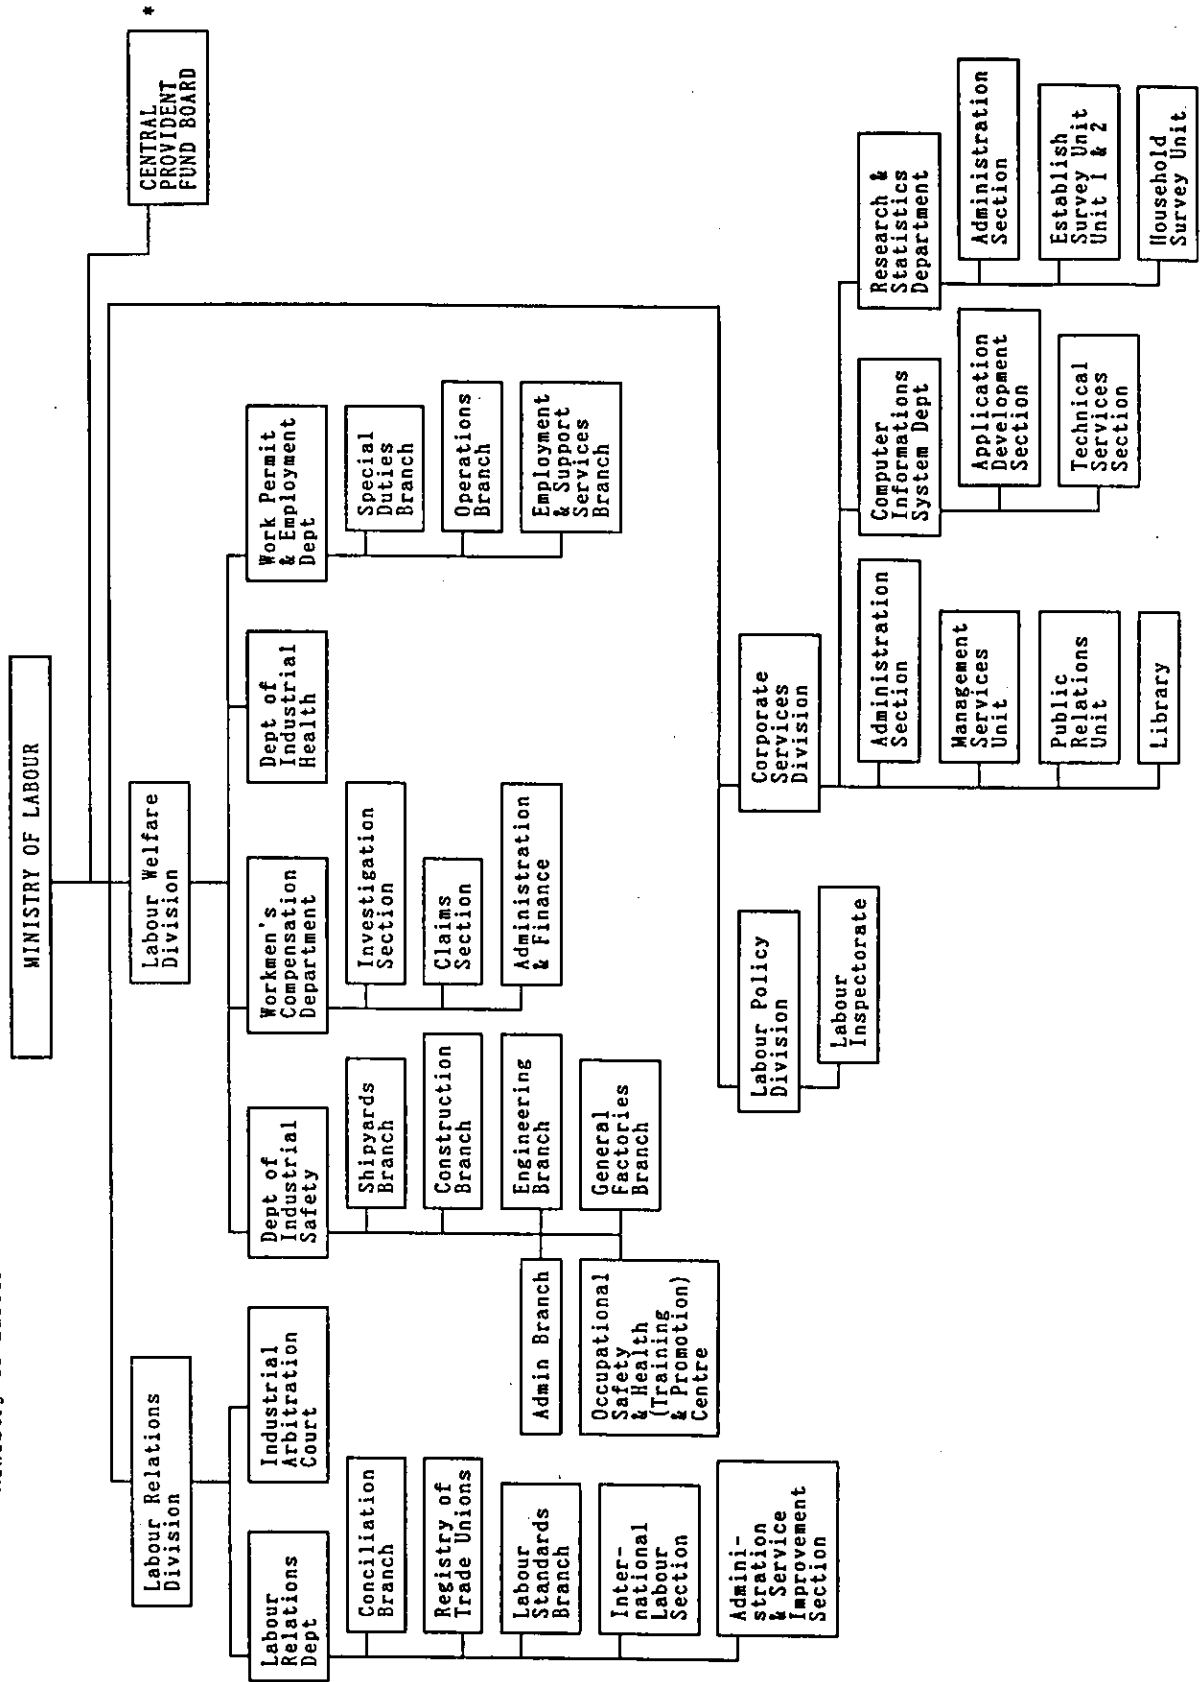 MINISTRY OF LABOUR
*
CENTRAL
PROVIDENT
FUND BOARD
Labour Relations
Division
Labour Welfare
Division
Labour
Relations
Dept
Industrial
Arbitration
Court
Dept of
Industrial
Safety
Workmen's
Compensation
Department
Dept of
Industrial
Health
Work Permit
& Employment
Dept
Conciliation
Branch
Registry of
Trade Unions
Labour
Standards
Branch
Inter-
national
Labour
Section
Admini-
stration
& Service
Improvement
Section
Shipyards
Branch
Construction
Branch
Engineering
Branch
Admin Branch
General
Factories
Branch
Occupational
Safety
& Health
(Training
& Promotion)
Centre
Investigation
Section
Claims
Section
Administration
& Finance
Special
Duties
Branch
Operations
Branch
Employment
& Support
Services
Branch
Labour Policy
Division
Labour
Inspectorate
Corporate
Services
Division
Administration
Section
Management
Services
Unit
Public
Relations
Unit
Library
Computer
Informations
System Dept
Application
Development
Section
Technical
Services
Section
Research &
Statistics
Department
Administration
Section
Establish
Survey Unit
Unit 1 & 2
Household
Survey Unit